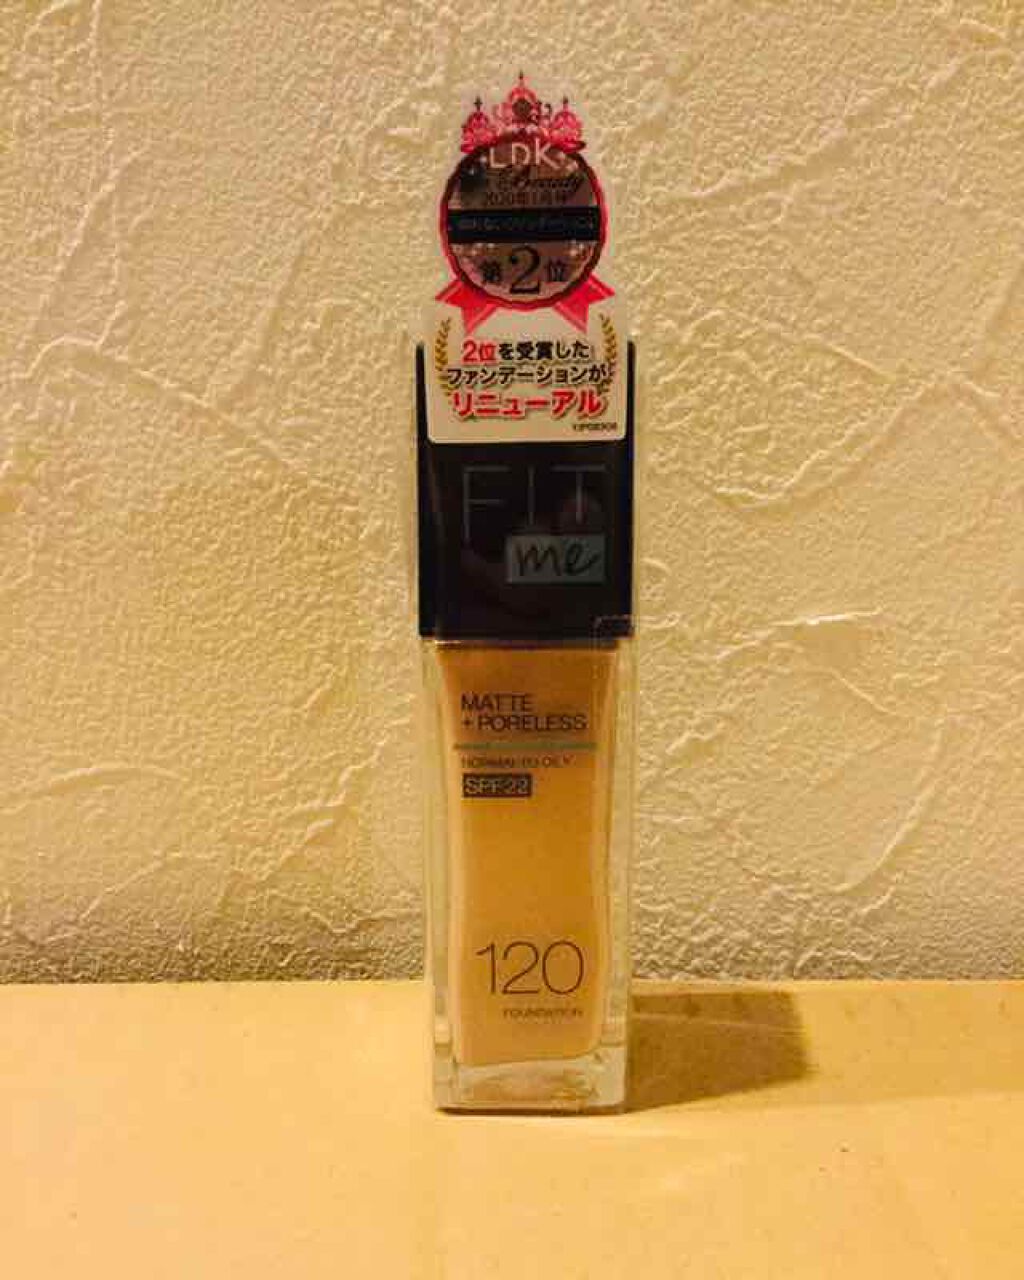 LDK
the Beauty
2020年1月号
第2位
2位を受賞した
ファンデーションが
リニューアル
FIT
me
MATTE
+ PORELESS
NORMAL TO OILY
SPF22
120
FOUNDATION